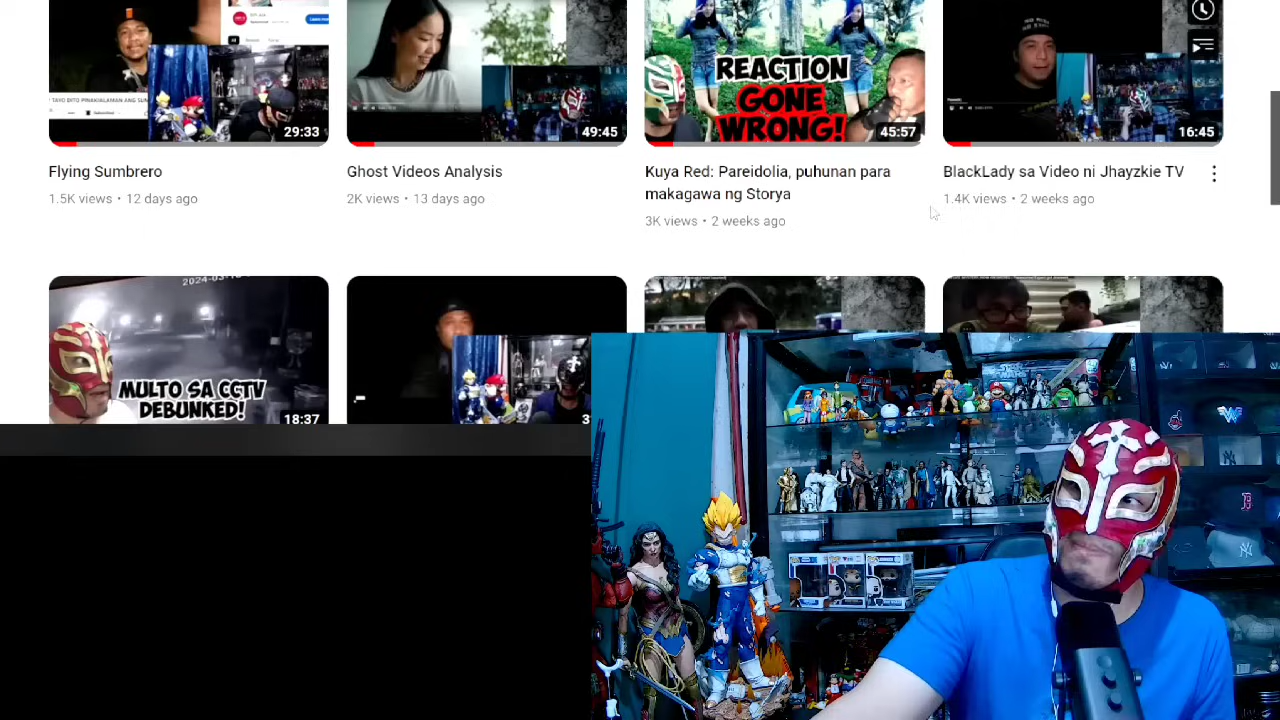 29:33
49:45
REACTION
GONE
WRONG!
45:57
16:45
Flying Sumbrero
1.5K views • 12 days ago
Ghost Videos Analysis
2K views • 13 days ago
Kuya Red: Pareidolia, puhunan para
makagawa ng Storya
3K views • 2 weeks ago
BlackLady sa Video ni Jhayzkie TV
1.4K views • 2 weeks ago
MULTO SA CCTV
DEBUNKED!
18:37